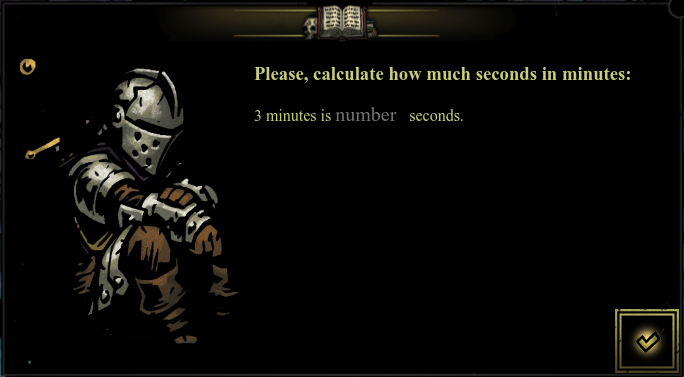 Please, calculate how much seconds in minutes:
3 minutes is number seconds.